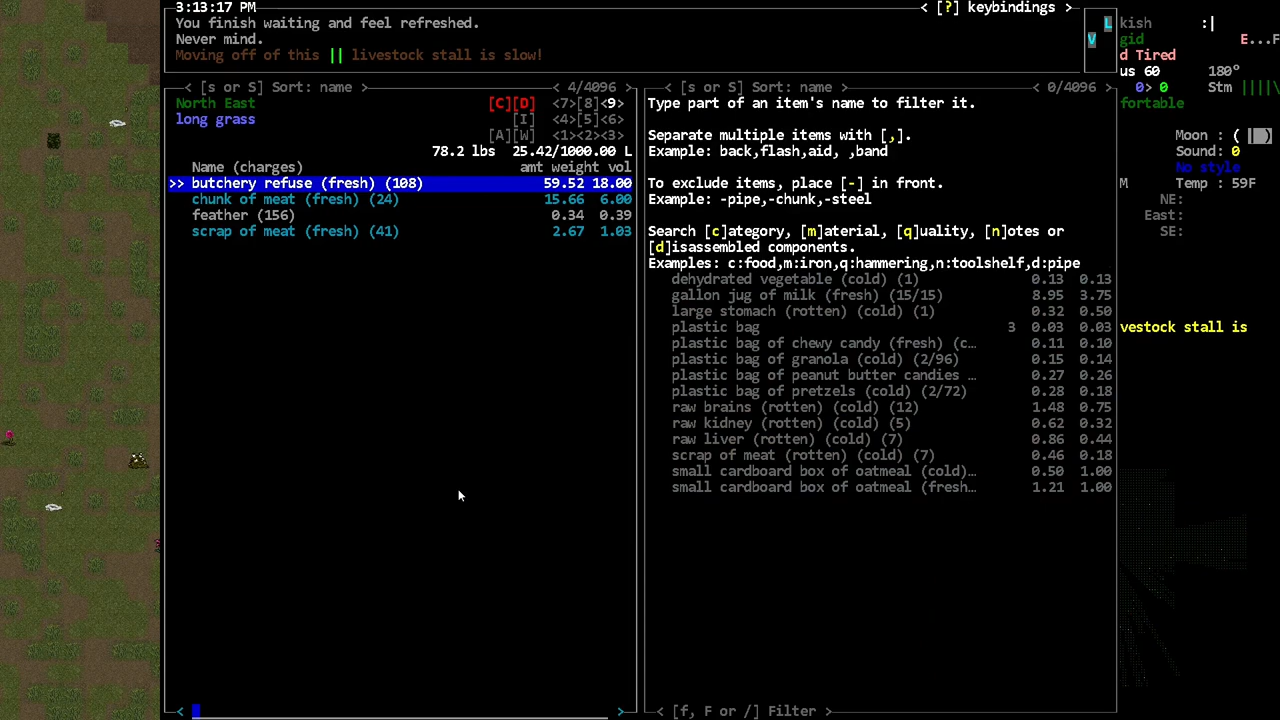 3:13:17 PM
< [?] keybindings >
You finish waiting and feel refreshed.
Never mind.
Moving off of this || livestock stall is slow!
L kish :|
V gid E...F
d Tired
us 60 180°
0> 0 Stm ||||\
fortable
Moon : ( |
Sound: 0
No style
M Temp : 59F
NE:
East:
SE:
vestock stall is
< [s or S] Sort: name > < 4/4096 >
North East [C][D] <7>[8]<9>
long grass [I] <4>[5]<6>
[A][W] <1><2><3>
78.2 lbs 25.42/1000.00 L
Name (charges) amt weight vol
>> butchery refuse (fresh) (108) 59.52 18.00
chunk of meat (fresh) (24) 15.66 6.00
feather (156) 0.34 0.39
scrap of meat (fresh) (41) 2.67 1.03
< >
< [s or S] Sort: name > < 0/4096 >
Type part of an item's name to filter it.
Separate multiple items with [,].
Example: back,flash,aid, ,band
To exclude items, place [-] in front.
Example: -pipe,-chunk,-steel
Search [c]ategory, [m]aterial, [q]uality, [n]otes or
[d]isassembled components.
Examples: c:food,m:iron,q:hammering,n:toolshelf,d:pipe
dehydrated vegetable (cold) (1) 0.13 0.13
gallon jug of milk (fresh) (15/15) 8.95 3.75
large stomach (rotten) (cold) (1) 0.32 0.50
plastic bag 3 0.03 0.03
plastic bag of chewy candy (fresh) (c… 0.11 0.10
plastic bag of granola (cold) (2/96) 0.15 0.14
plastic bag of peanut butter candies … 0.27 0.26
plastic bag of pretzels (cold) (2/72) 0.28 0.18
raw brains (rotten) (cold) (12) 1.48 0.75
raw kidney (rotten) (cold) (5) 0.62 0.32
raw liver (rotten) (cold) (7) 0.86 0.44
scrap of meat (rotten) (cold) (7) 0.46 0.18
small cardboard box of oatmeal (cold)… 0.50 1.00
small cardboard box of oatmeal (fresh… 1.21 1.00
< [f, F or /] Filter >